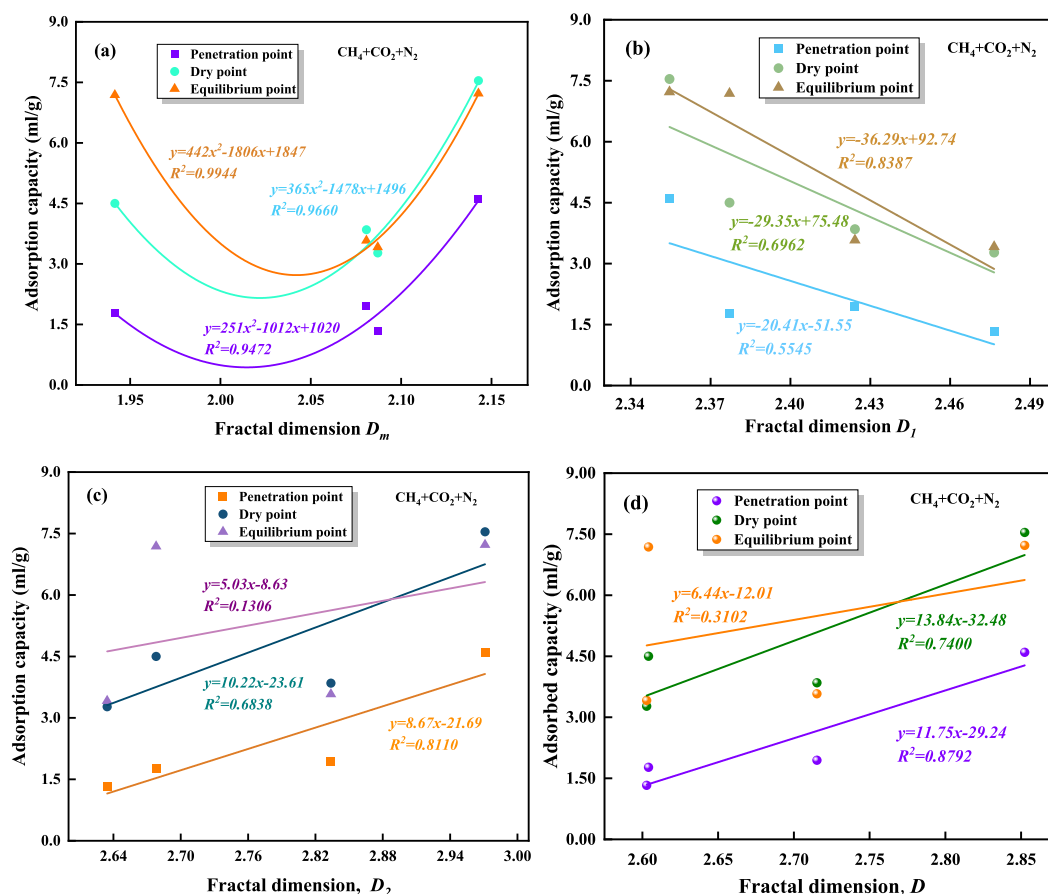 (a)
Penetration point
Dry point
Equilibrium point
CH₄+CO₂+N₂
y=442x²-1806x+1847
R²=0.9944
y=365x²-1478x+1496
R²=0.9660
y=251x²-1012x+1020
R²=0.9472
Adsorption capacity (ml/g)
9.0
7.5
6.0
4.5
3.0
1.5
0.0
1.95 2.00 2.05 2.10 2.15
Fractal dimension Dₘ
(b)
Penetration point
Dry point
Equilibrium point
CH₄+CO₂+N₂
y=-36.29x+92.74
R²=0.8387
y=-29.35x+75.48
R²=0.6962
y=-20.41x-51.55
R²=0.5545
Adsorption capacity (ml/g)
9.0
7.5
6.0
4.5
3.0
1.5
0.0
2.34 2.37 2.40 2.43 2.46 2.49
Fractal dimension D₁
(c)
Penetration point
Dry point
Equilibrium point
CH₄+CO₂+N₂
y=5.03x-8.63
R²=0.1306
y=10.22x-23.61
R²=0.6838
y=8.67x-21.69
R²=0.8110
Adsorption capacity (ml/g)
9.0
7.5
6.0
4.5
3.0
1.5
0.0
2.64 2.70 2.76 2.82 2.88 2.94 3.00
Fractal dimension, D₂
(d)
Penetration point
Dry point
Equilibrium point
CH₄+CO₂+N₂
y=6.44x-12.01
R²=0.3102
y=13.84x-32.48
R²=0.7400
y=11.75x-29.24
R²=0.8792
Adsorbed capacity (ml/g)
9.00
7.50
6.00
4.50
3.00
1.50
0.00
2.60 2.65 2.70 2.75 2.80 2.85
Fractal dimension, D